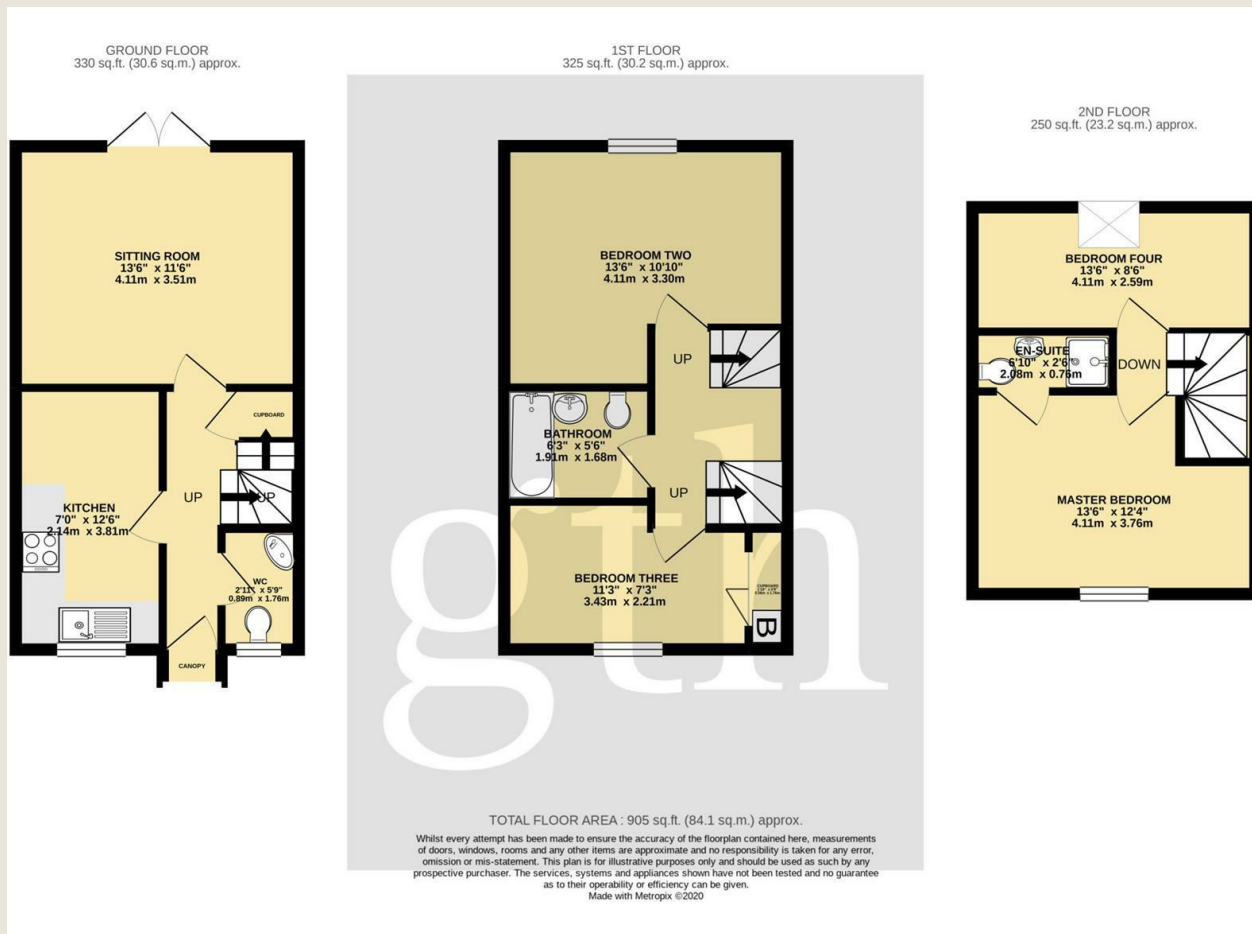 GROUND FLOOR
330 sq.ft. (30.6 sq.m.) approx.
SITTING ROOM
13'6" x 11'6"
4.11m x 3.51m
CUPBOARD
UP
UP
KITCHEN
7'0" x 12'6"
2.14m x 3.81m
WC
2'11" x 5'9"
0.89m x 1.76m
CANOPY
1ST FLOOR
325 sq.ft. (30.2 sq.m.) approx.
BEDROOM TWO
13'6" x 10'10"
4.11m x 3.30m
UP
BATHROOM
6'3" x 5'6"
1.91m x 1.68m
UP
BEDROOM THREE
11'3" x 7'3"
3.43m x 2.21m
CUPBOARD
B
gth
2ND FLOOR
250 sq.ft. (23.2 sq.m.) approx.
BEDROOM FOUR
13'6" x 8'6"
4.11m x 2.59m
EN-SUITE
6'10" x 2'6"
2.08m x 0.76m
DOWN
MASTER BEDROOM
13'6" x 12'4"
4.11m x 3.76m
TOTAL FLOOR AREA : 905 sq.ft. (84.1 sq.m.) approx.
Whilst every attempt has been made to ensure the accuracy of the floorplan contained here, measurements
of doors, windows, rooms and any other items are approximate and no responsibility is taken for any error,
omission or mis-statement. This plan is for illustrative purposes only and should be used as such by any
prospective purchaser. The services, systems and appliances shown have not been tested and no guarantee
as to their operability or efficiency can be given.
Made with Metropix ©2020